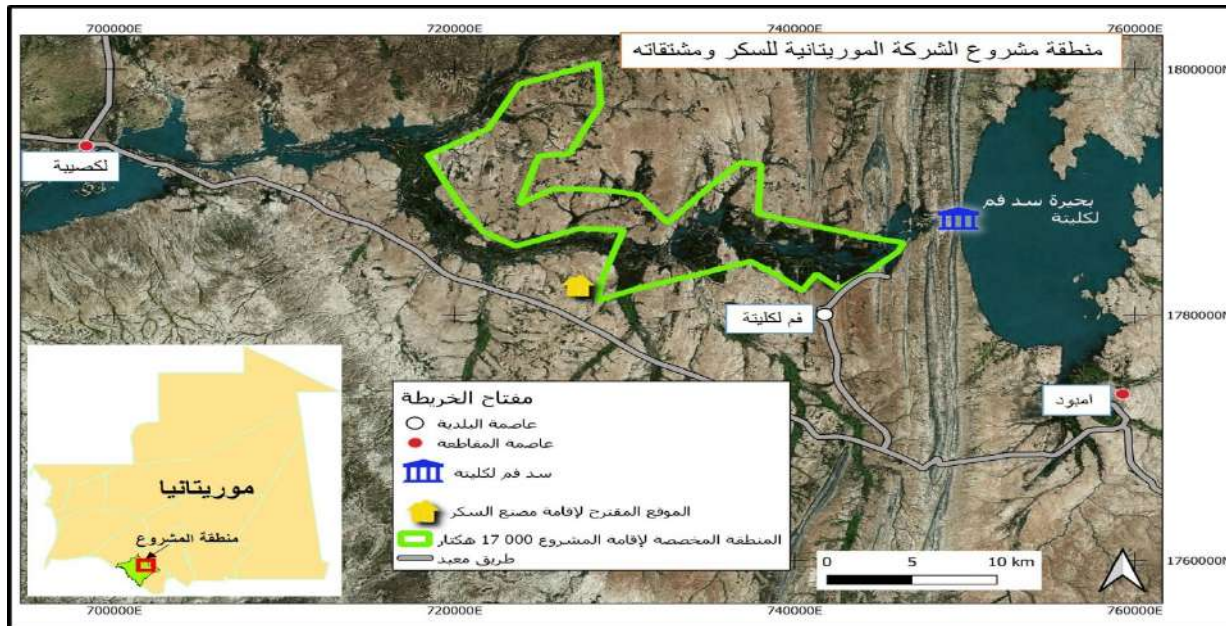 700000E 720000E 740000E 760000E
منطقة مشروع الشركة الموريتانية للسكر ومشتقاته
1800000N
لكصيبة
بحيرة سد فم
لكليتة
فم لكليتة
1780000N
امبود
مفتاح الخريطة
عاصمة البلدية
عاصمة المقاطعة
سد فم لكليتة
الموقع المقترح لإقامة مصنع السكر
المنطقة المخصصة لإقامة المشروع 000 17 هكتار
طريق معبد
موريتانيا
منطقة المشروع
0 5 10 km
1760000N
700000E 720000E 740000E 760000E